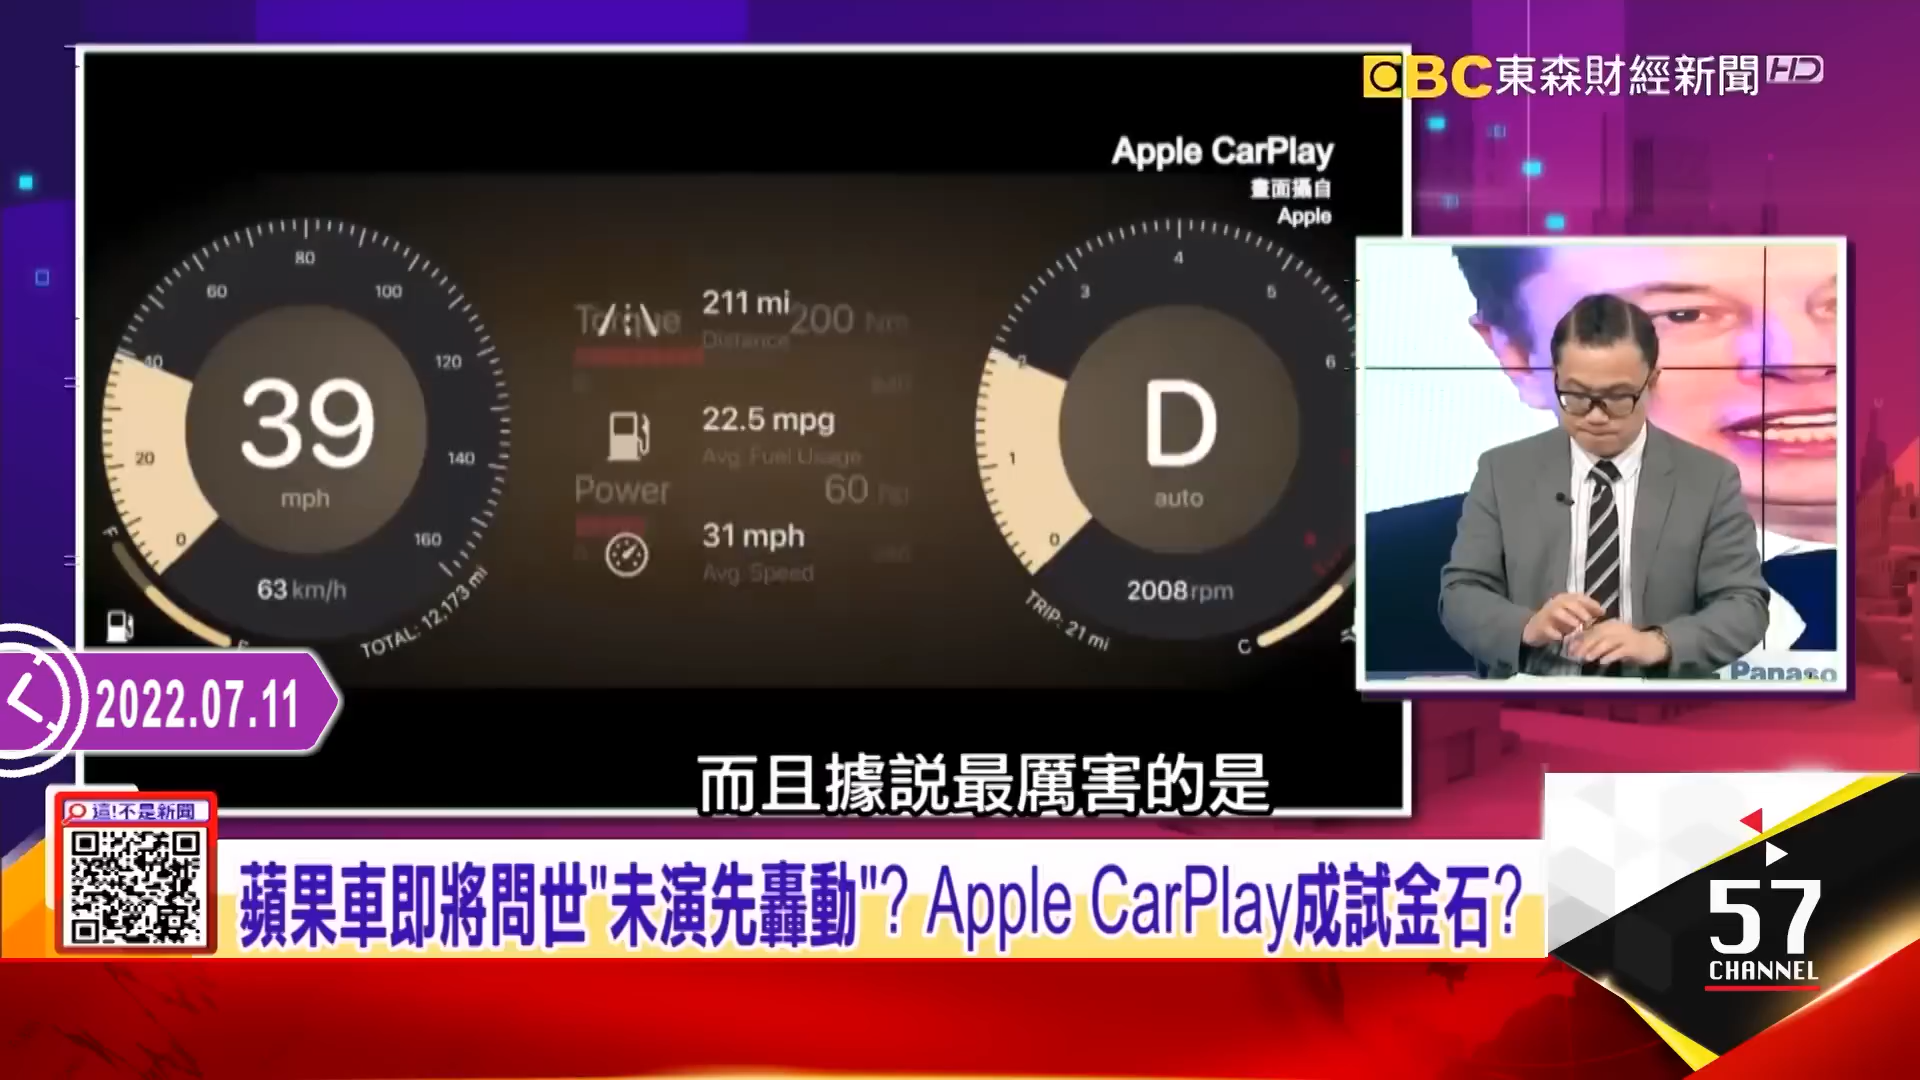 EBC東森財經新聞HD
Apple CarPlay
畫面攝自
Apple
80
60
100
40
120
20
140
0
160
39
mph
63 km/h
F
E
TOTAL: 12,173 mi
211 mi
Distance
Torque
200 Nm
22.5 mpg
Avg. Fuel Usage
Power
60 hp
31 mph
Avg. Speed
4
3
5
2
6
1
0
D
auto
2008 rpm
TRIP: 21 mi
C
Panaso
2022.07.11
而且據説最厲害的是
這!不是新聞
蘋果車即將問世"未演先轟動"? Apple CarPlay成試金石?
57
CHANNEL